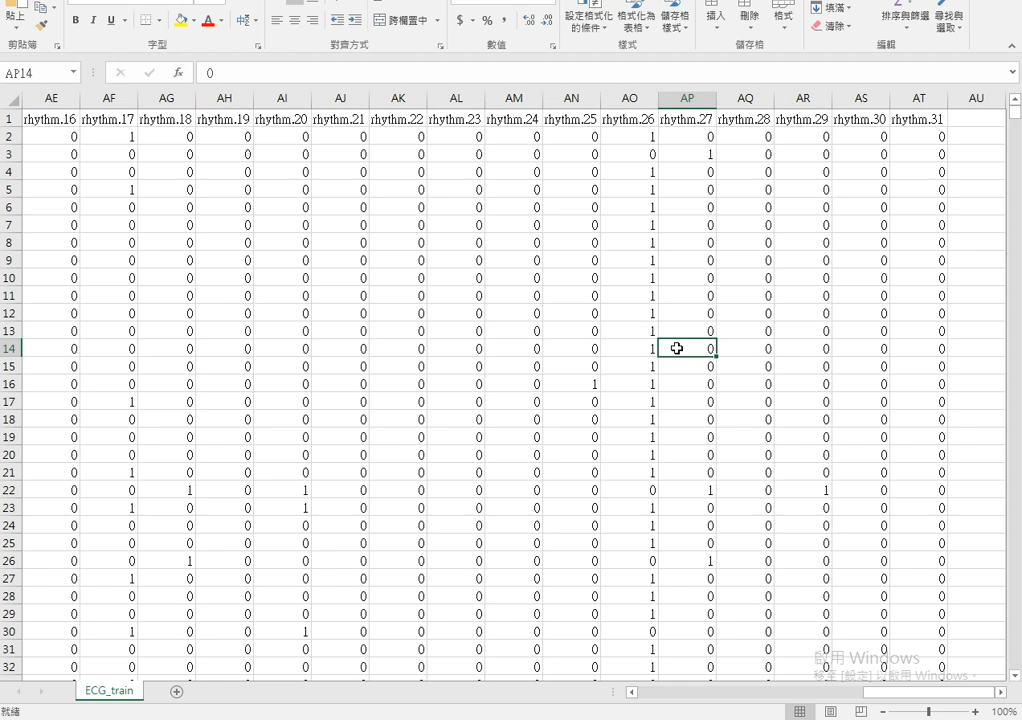 貼上
B I U
中
跨欄置中
$ % ,
設定格式化的條件
格式化為表格
儲存格樣式
插入 刪除 格式
填滿
清除
排序與篩選 尋找與選取
剪貼簿 字型 對齊方式 數值 樣式 儲存格 編輯
AP14 fx 0
AE AF AG AH AI AJ AK AL AM AN AO AP AQ AR AS AT AU
1 rhythm.16 rhythm.17 rhythm.18 rhythm.19 rhythm.20 rhythm.21 rhythm.22 rhythm.23 rhythm.24 rhythm.25 rhythm.26 rhythm.27 rhythm.28 rhythm.29 rhythm.30 rhythm.31
2 0 1 0 0 0 0 0 0 0 0 1 0 0 0 0 0
3 0 0 0 0 0 0 0 0 0 0 0 1 0 0 0 0
4 0 0 0 0 0 0 0 0 0 0 1 0 0 0 0 0
5 0 1 0 0 0 0 0 0 0 0 1 0 0 0 0 0
6 0 0 0 0 0 0 0 0 0 0 1 0 0 0 0 0
7 0 0 0 0 0 0 0 0 0 0 1 0 0 0 0 0
8 0 0 0 0 0 0 0 0 0 0 1 0 0 0 0 0
9 0 0 0 0 0 0 0 0 0 0 1 0 0 0 0 0
10 0 0 0 0 0 0 0 0 0 0 1 0 0 0 0 0
11 0 0 0 0 0 0 0 0 0 0 1 0 0 0 0 0
12 0 0 0 0 0 0 0 0 0 0 1 0 0 0 0 0
13 0 0 0 0 0 0 0 0 0 0 1 0 0 0 0 0
14 0 0 0 0 0 0 0 0 0 0 1 0 0 0 0 0
15 0 0 0 0 0 0 0 0 0 0 1 0 0 0 0 0
16 0 0 0 0 0 0 0 0 0 1 1 0 0 0 0 0
17 0 1 0 0 0 0 0 0 0 0 1 0 0 0 0 0
18 0 0 0 0 0 0 0 0 0 0 1 0 0 0 0 0
19 0 0 0 0 0 0 0 0 0 0 1 0 0 0 0 0
20 0 0 0 0 0 0 0 0 0 0 1 0 0 0 0 0
21 0 1 0 0 0 0 0 0 0 0 1 0 0 0 0 0
22 0 0 1 0 1 0 0 0 0 0 0 1 0 1 0 0
23 0 1 0 0 1 0 0 0 0 0 1 0 0 0 0 0
24 0 0 0 0 0 0 0 0 0 0 1 0 0 0 0 0
25 0 0 0 0 0 0 0 0 0 0 1 0 0 0 0 0
26 0 0 1 0 0 0 0 0 0 0 0 1 0 0 0 0
27 0 1 0 0 0 0 0 0 0 0 1 0 0 0 0 0
28 0 0 0 0 0 0 0 0 0 0 1 0 0 0 0 0
29 0 0 0 0 0 0 0 0 0 0 1 0 0 0 0 0
30 0 1 0 0 1 0 0 0 0 0 0 0 0 0 0 0
31 0 0 0 0 0 0 0 0 0 0 1 0 0 0 0 0
32 0 0 0 0 0 0 0 0 0 0 1 0 0 0 0 0
啟用 Windows
移至 [設定] 以啟用 Windows。
ECG_train
就緒 100%